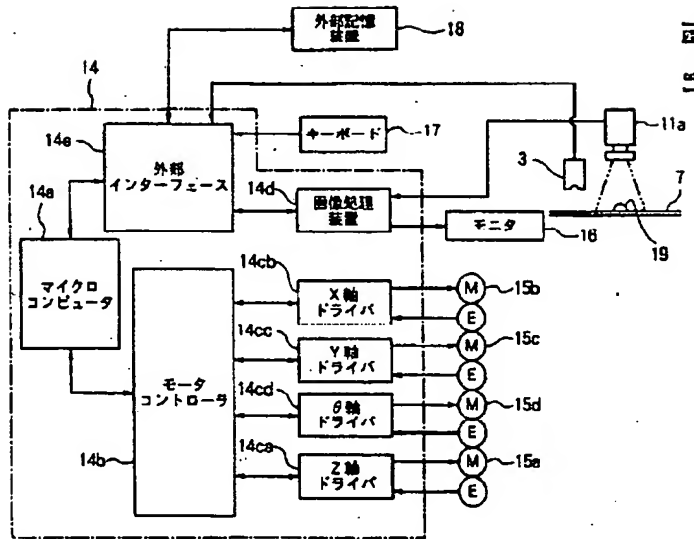 外部記憶
装置
18
14
14e
外部
インターフェース
キーボード
17
3
11a
7
14a
14d
画像処理
装置
モニタ
16
19
マイクロ
コンピュータ
14cb
X軸
ドライバ
M
15b
E
14cc
Y軸
ドライバ
M
15c
E
モータ
コントローラ
14cd
θ軸
ドライバ
M
15d
E
14b
14ca
Z軸
ドライバ
M
15a
E